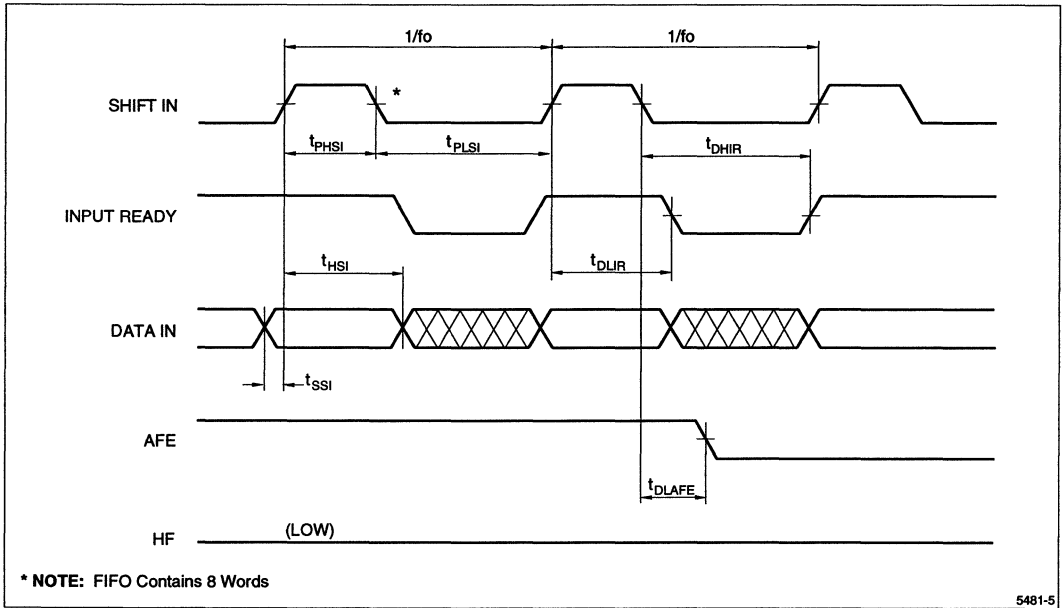 1/fo 1/fo
SHIFT IN *
tPHSI tPLSI tDHIR
INPUT READY
tHSI tDLIR
DATA IN
tSSI
AFE
tDLAFE
HF (LOW)
* NOTE: FIFO Contains 8 Words
5481-5